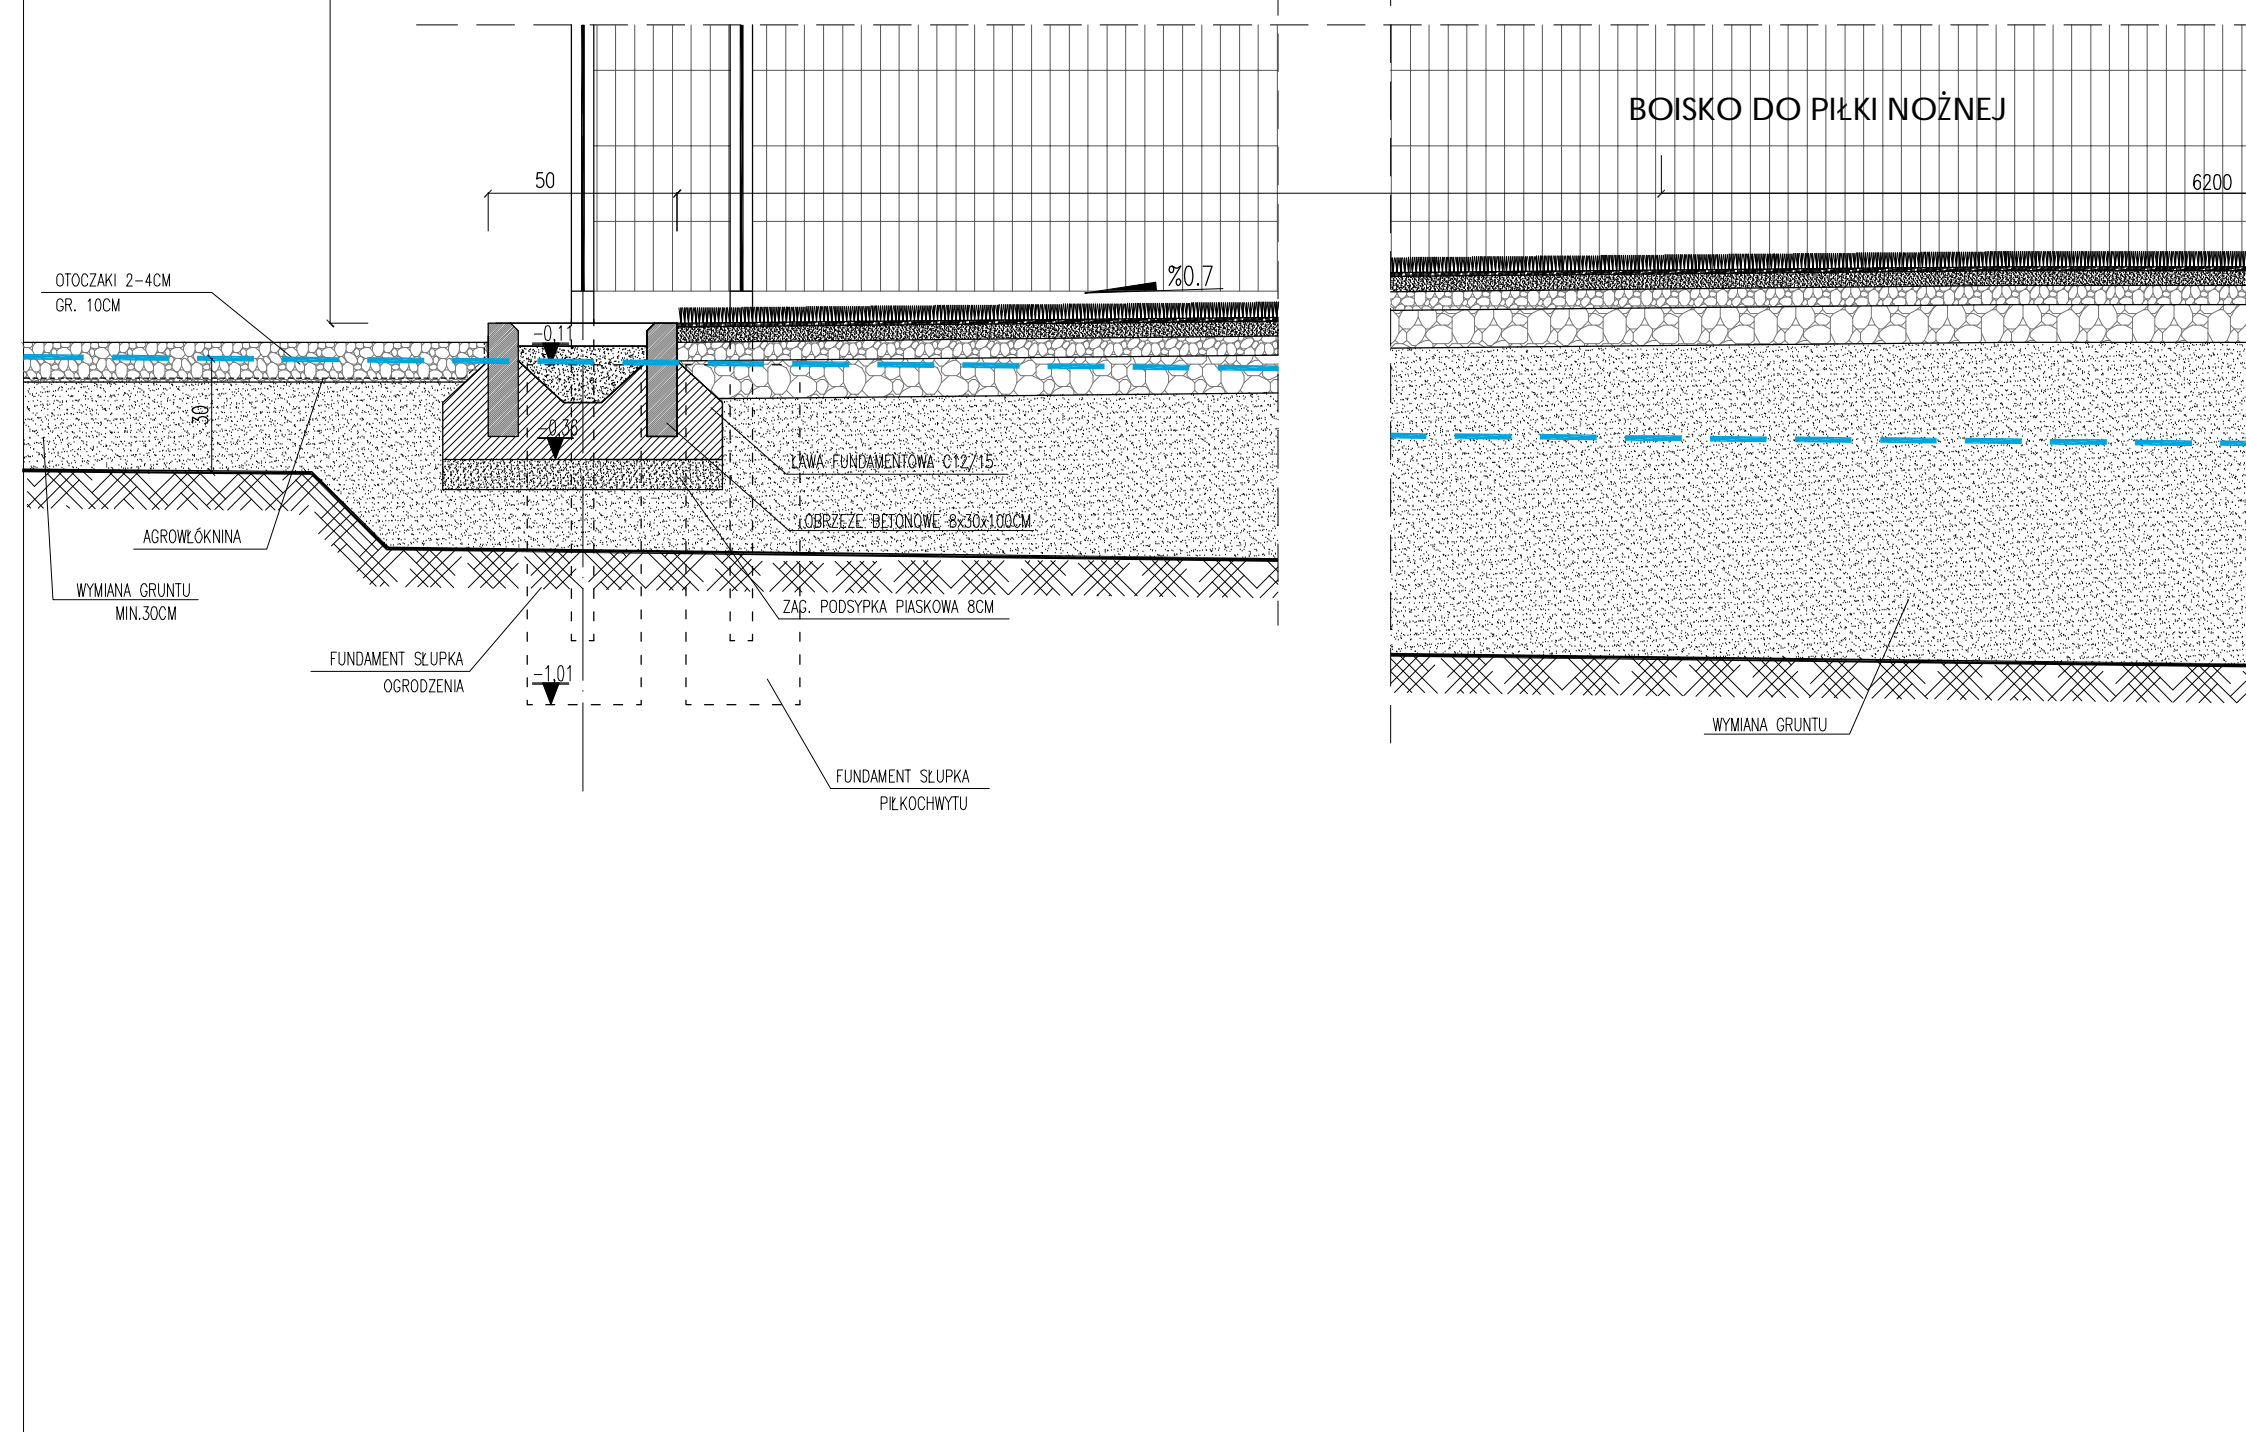 BOISKO DO PIŁKI NOŻNEJ
50
6200
OTOCZAKI 2-4CM
GR. 10CM
%0.7
-0,11
30
-0,38
ŁAWA FUNDAMENTOWA C12/15
OBRZEŻE BETONOWE 8x30x100CM
AGROWŁÓKNINA
WYMIANA GRUNTU
MIN.30CM
ZAG. PODSYPKA PIASKOWA 8CM
FUNDAMENT SŁUPKA
OGRODZENIA
-1,01
WYMIANA GRUNTU
FUNDAMENT SŁUPKA
PIŁKOCHWYTU